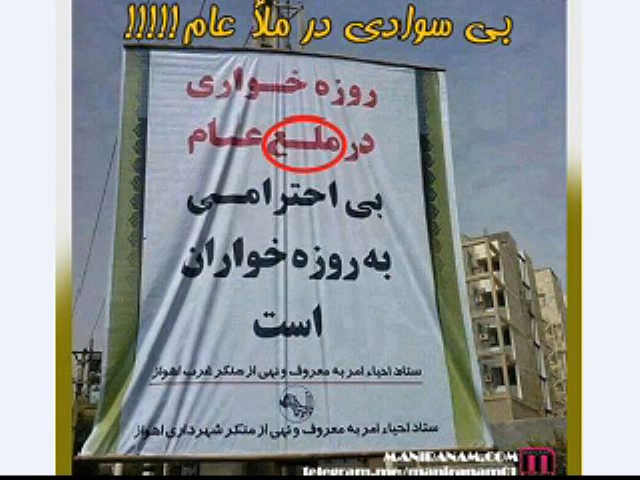 بی سوادی در ملأ عام !!!!!
روزه خواری
در ملع عام
بی احترامی
به روزه خواران
است
ستاد احیاء امر به معروف و نهی از منکر غرب اهواز
ستاد احیاء امر به معروف و نهی از منکر شهرداری اهواز
MANIRANAM.COM
telegram.me/maniranam01